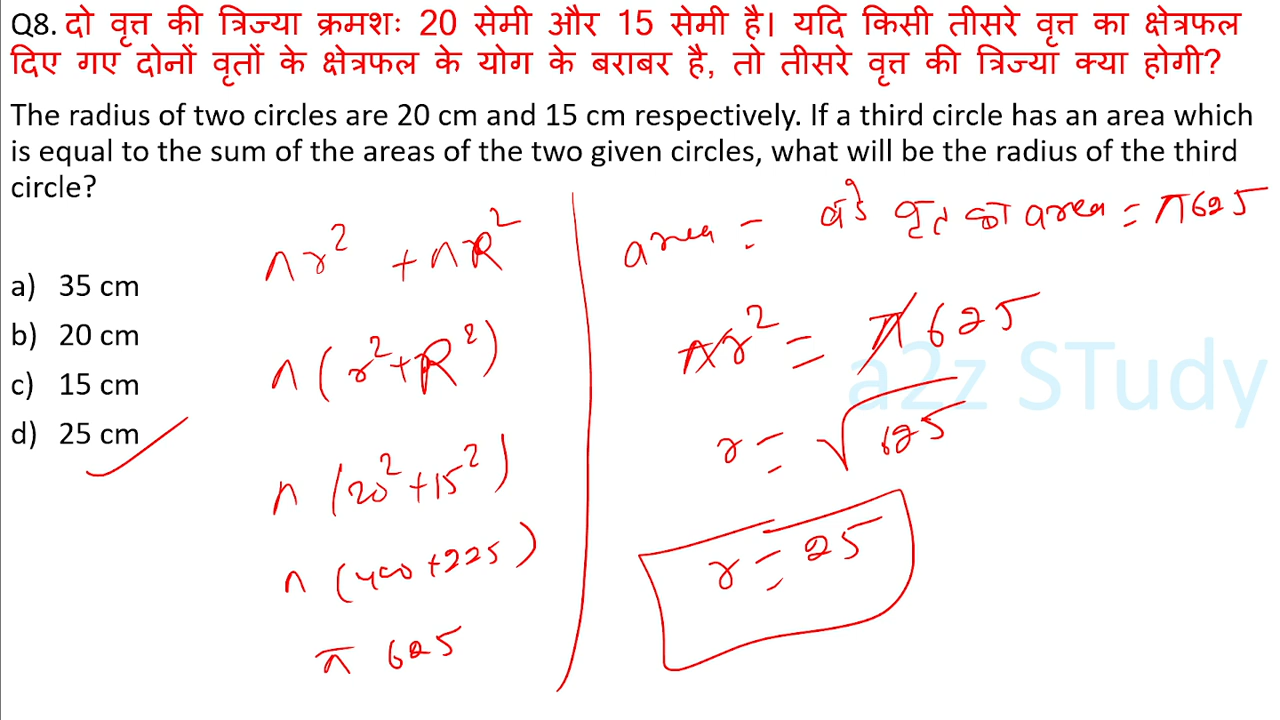 Q8. दो वृत्त की त्रिज्या क्रमशः 20 सेमी और 15 सेमी है। यदि किसी तीसरे वृत्त का क्षेत्रफल
दिए गए दोनों वृतों के क्षेत्रफल के योग के बराबर है, तो तीसरे वृत्त की त्रिज्या क्या होगी?
The radius of two circles are 20 cm and 15 cm respectively. If a third circle has an area which
is equal to the sum of the areas of the two given circles, what will be the radius of the third
circle?
a) 35 cm
b) 20 cm
c) 15 cm
d) 25 cm
πr² + πR²
π(r²+R²)
π(20²+15²)
π(400+225)
π 625
area = बड़े वृत का area = π625
πr² = π625
r = √625
r = 25
a2z STudy